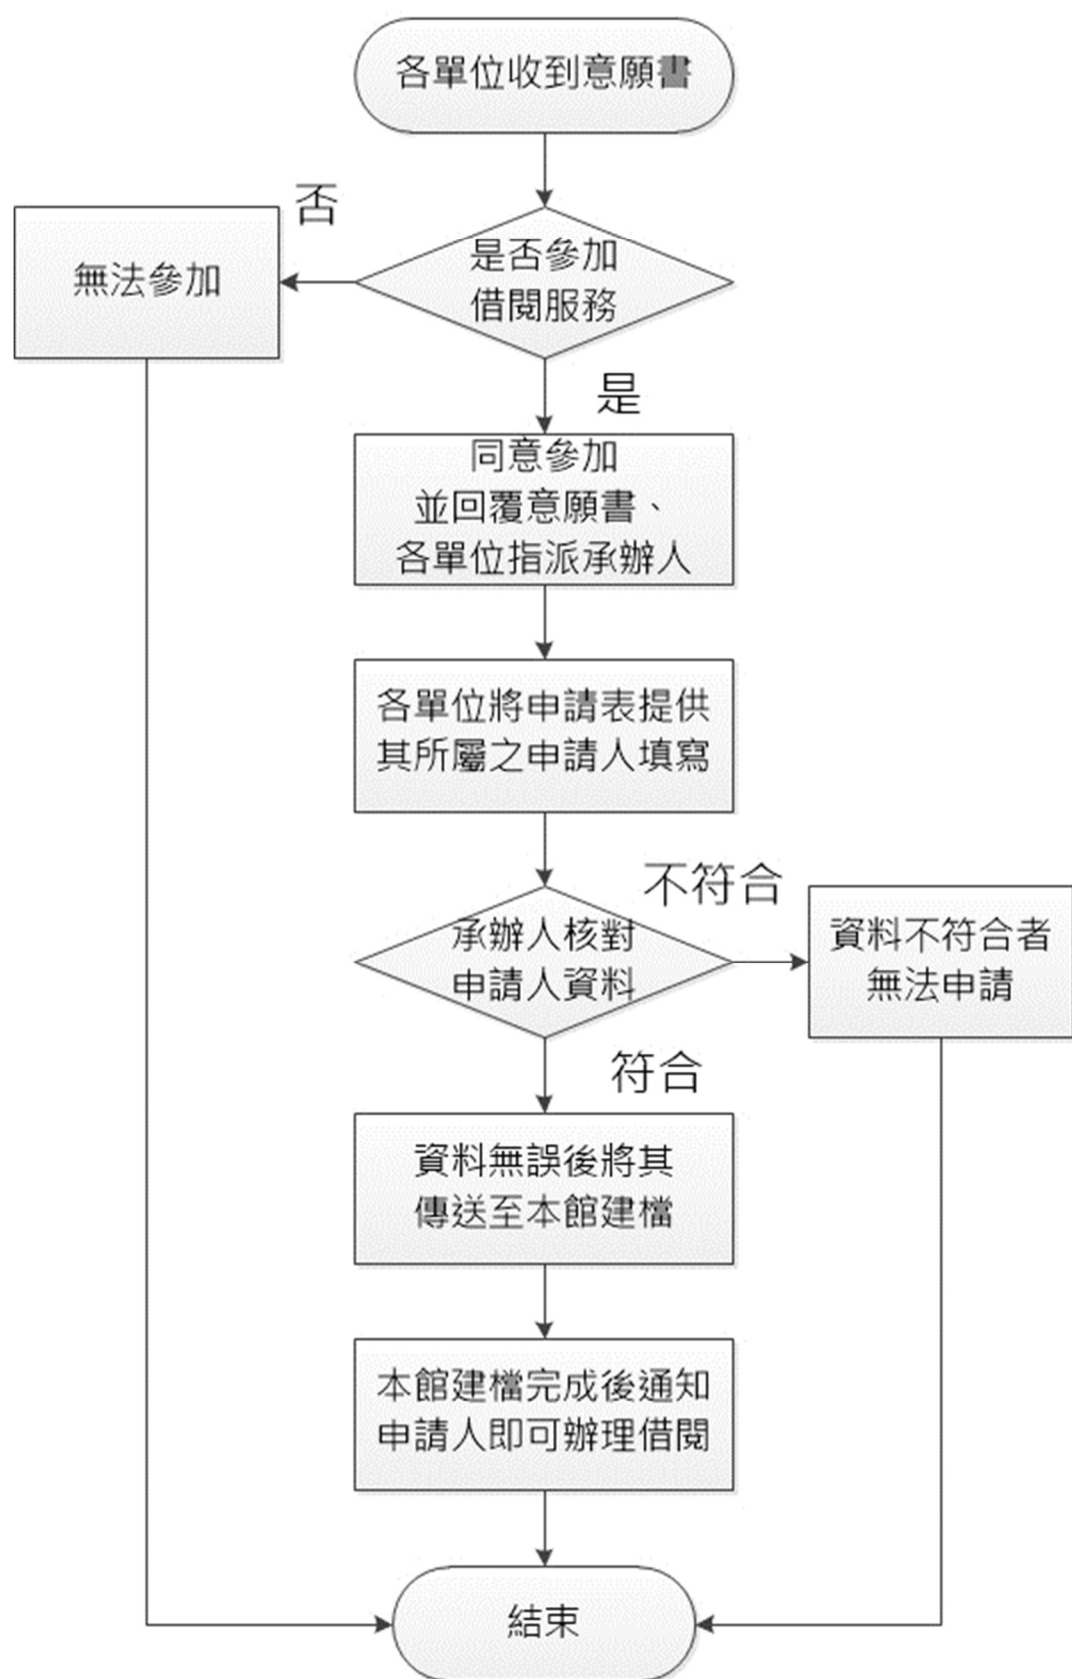 各單位收到意願書
否
是否參加
借閱服務
無法參加
是
同意參加
並回覆意願書、
各單位指派承辦人
各單位將申請表提供
其所屬之申請人填寫
不符合
承辦人核對
申請人資料
資料不符合者
無法申請
符合
資料無誤後將其
傳送至本館建檔
本館建檔完成後通知
申請人即可辦理借閱
結束